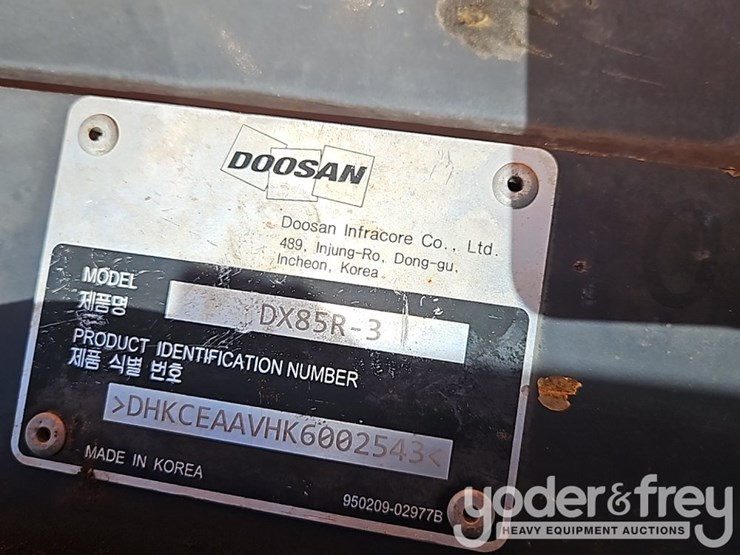 DOOSAN
Doosan Infracore Co., Ltd.
489, Injung-Ro, Dong-gu,
Incheon, Korea
MODEL
제품명
DX85R-3
PRODUCT IDENTIFICATION NUMBER
제품 식별 번호
>DHKCEAAVHK6002543<
MADE IN KOREA
950209-02977B
yoder&frey
HEAVY EQUIPMENT AUCTIONS